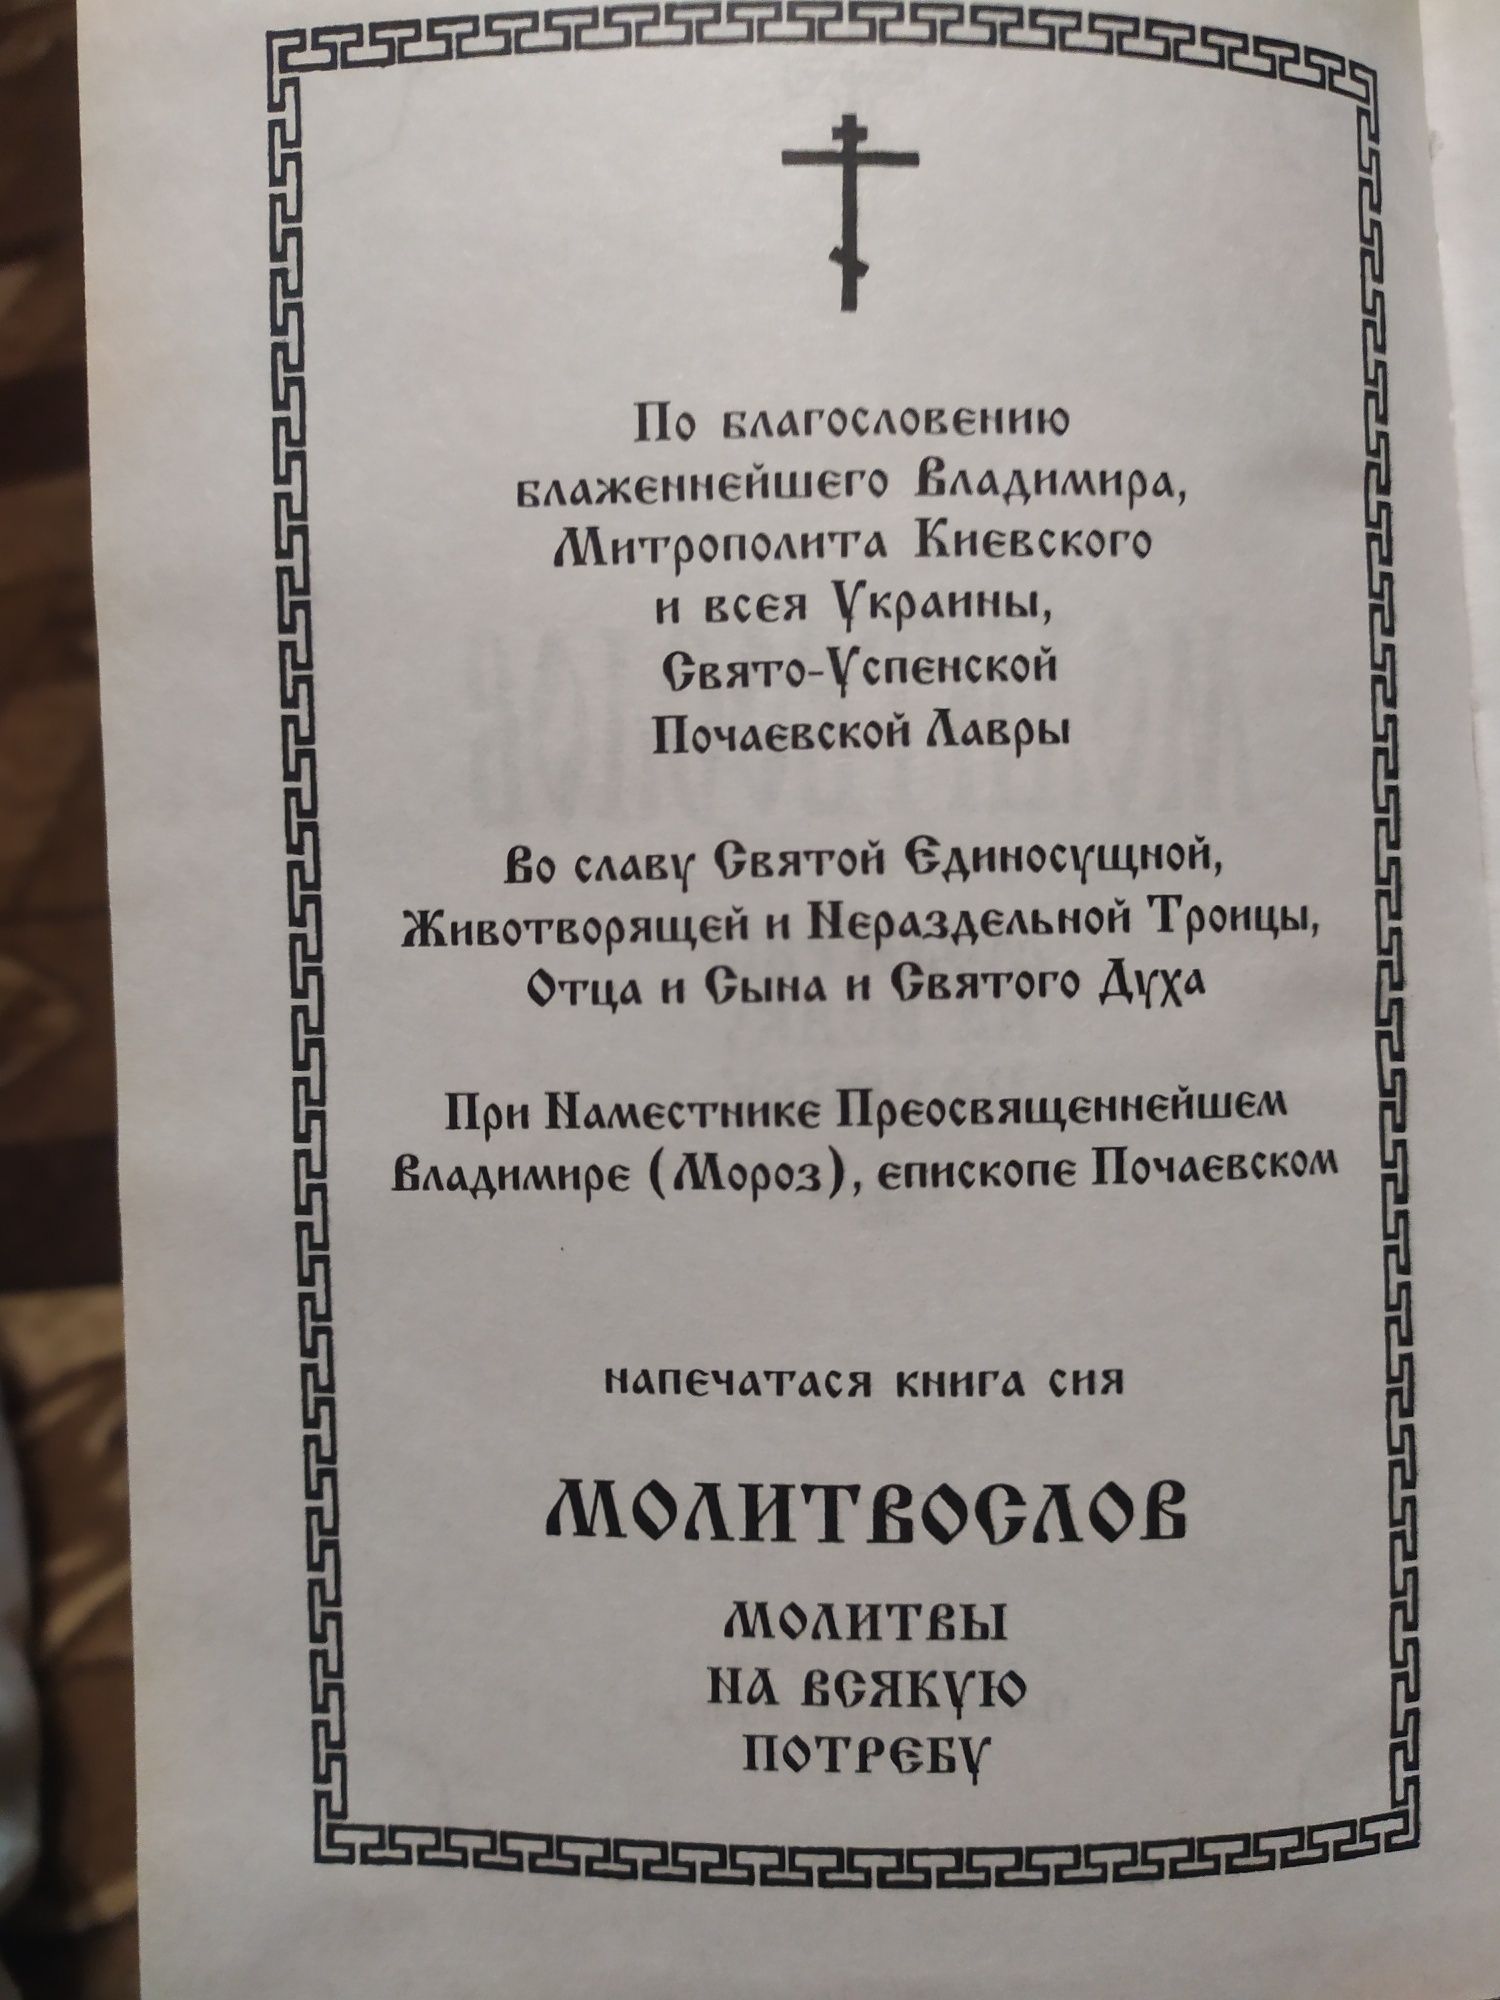 По благословению
блаженнейшего Владимира,
Митрополита Киевского
и всея Украины,
Свято-Успенской
Почаевской Лавры
Во славу Святой Единосущной,
Животворящей и Нераздельной Троицы,
Отца и Сына и Святого Духа
При Наместнике Преосвященнейшем
Владимире (Мороз), епископе Почаевском
напечатася книга сия
МОЛИТВОСЛОВ
МОЛИТВЫ
НА ВСЯКУЮ
ПОТРЕБУ